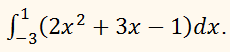 ∫₋₃¹(2x² + 3x − 1)dx.